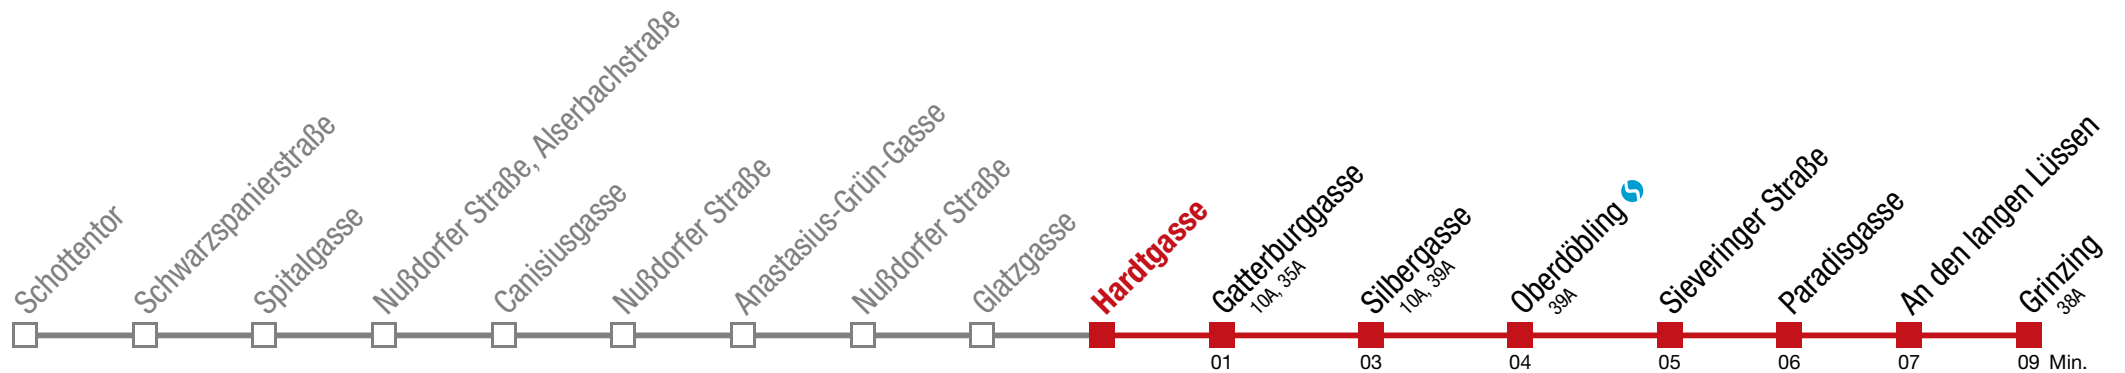 Schottentor
Schwarzspanierstraße
Spitalgasse
Nußdorfer Straße, Alserbachstraße
Canisiusgasse
Nußdorfer Straße
Anastasius-Grün-Gasse
Nußdorfer Straße
Glatzgasse
Hardtgasse
Gatterburggasse
10A, 35A
Silbergasse
10A, 39A
Oberdöbling
39A
Sieveringer Straße
Paradisgasse
An den langen Lüssen
Grinzing
38A
01 03 04 05 06 07 09 Min.